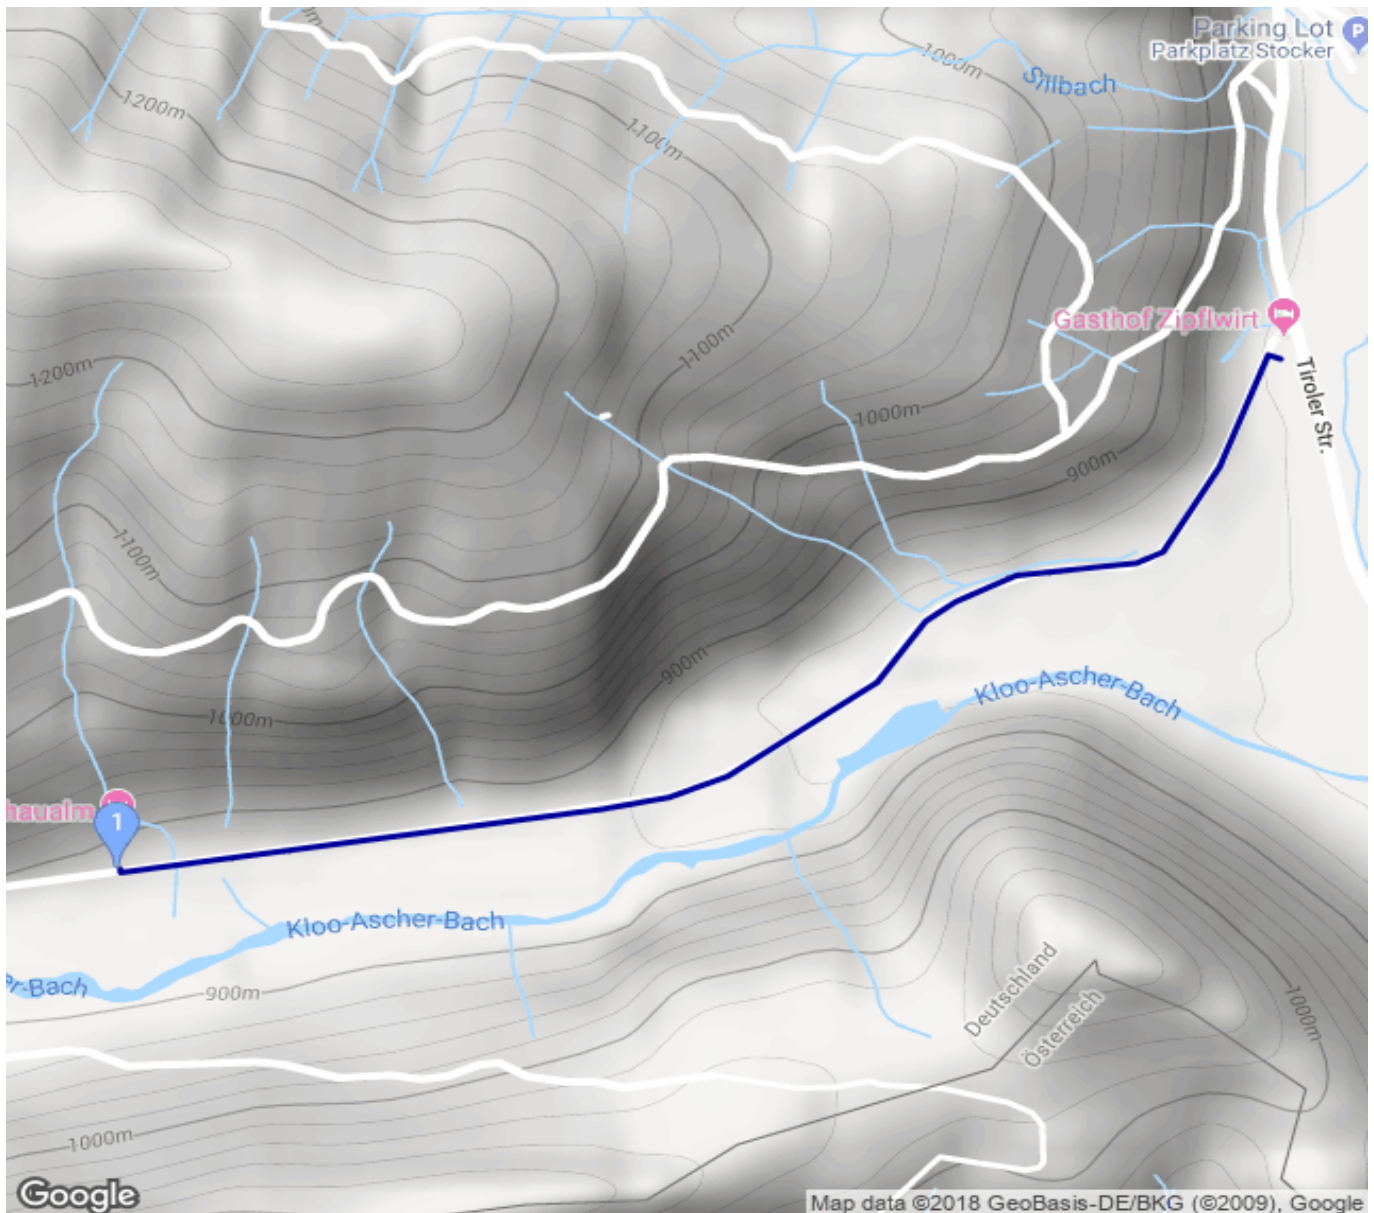 Parking Lot
Parkplatz Stocker
1000m
Sillbach
1200m
1100m
Gasthof Zipflwirt
1100m
1200m
Tiroler Str.
1000m
900m
1100m
900m
Kloo-Ascher-Bach
1000m
haualm
1
Kloo-Ascher-Bach
Deutschland
Österreich
r-Bach
900m
1000m
1000m
Google
Map data ©2018 GeoBasis-DE/BKG (©2009), Google